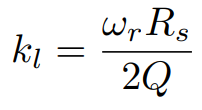 k_l = \frac{\omega_r R_s}{2Q}